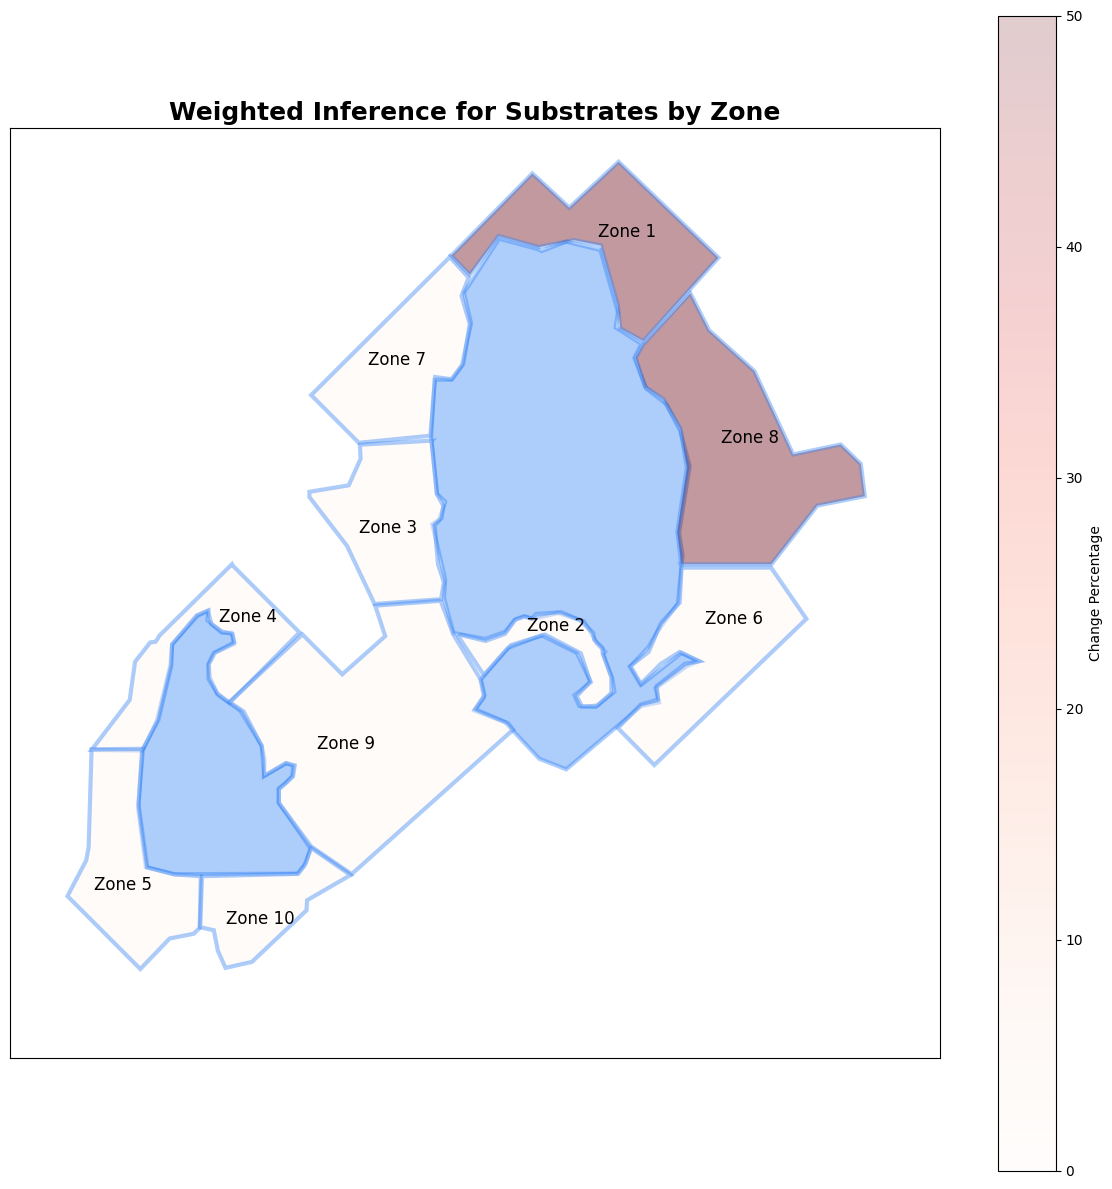 Weighted Inference for Substrates by Zone
Zone 1
Zone 7
Zone 8
Zone 3
Zone 4
Zone 2
Zone 6
Zone 9
Zone 5
Zone 10
50
40
30
20
10
0
Change Percentage